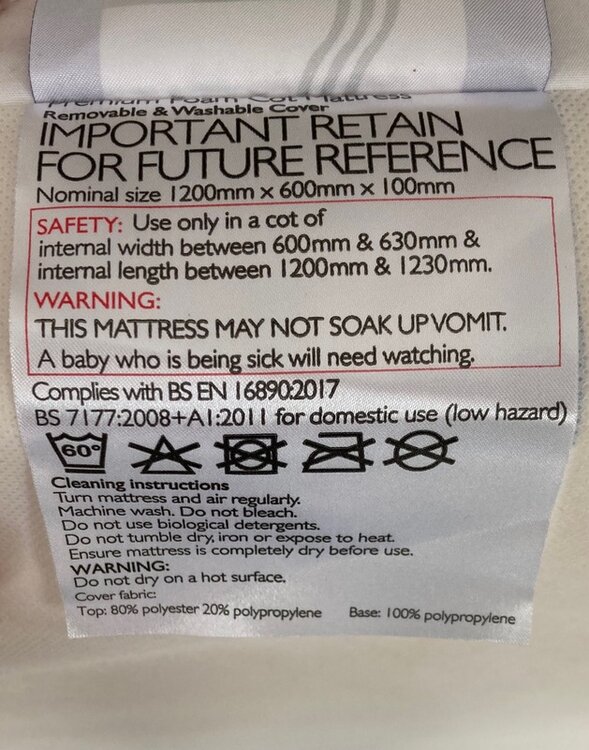 Premium Foam Cot Mattress
Removable & Washable Cover
IMPORTANT RETAIN
FOR FUTURE REFERENCE
Nominal size 1200mm x 600mm x 100mm
SAFETY: Use only in a cot of
internal width between 600mm & 630mm &
internal length between 1200mm & 1230mm.
WARNING:
THIS MATTRESS MAY NOT SOAK UP VOMIT.
A baby who is being sick will need watching.
Complies with BS EN 16890:2017
BS 7177:2008+A1:2011 for domestic use (low hazard)
60°
Cleaning instructions
Turn mattress and air regularly.
Machine wash. Do not bleach.
Do not use biological detergents.
Do not tumble dry, iron or expose to heat.
Ensure mattress is completely dry before use.
WARNING:
Do not dry on a hot surface.
Cover fabric:
Top: 80% polyester 20% polypropylene Base: 100% polypropylene